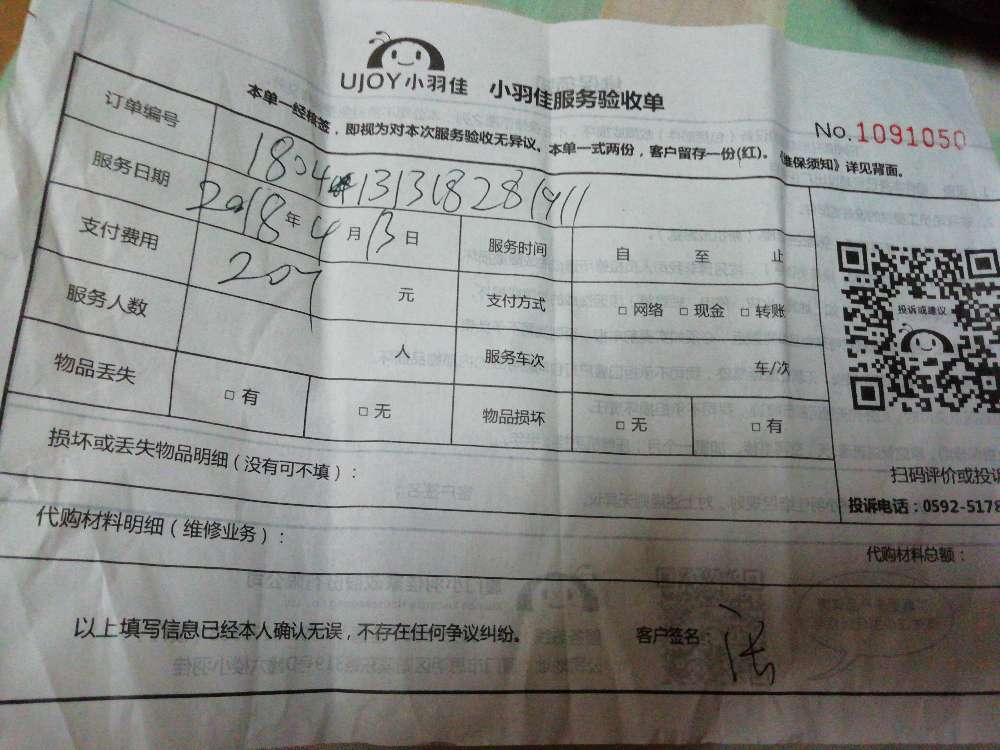 UJOY小羽佳 小羽佳服务验收单
No.1091050
本单一经核签，即视为对本次服务验收无异议。本单一式两份，客户留存一份(红)。《维保须知》详见背面。
订单编号
服务日期 2018年4月13日 服务时间 自 至 止
支付费用 207 元 支付方式 □ 网络 □ 现金 □ 转账
服务人数 人 服务车次 车/次
物品丢失 □ 有 □ 无 物品损坏 □ 无 □ 有
投诉或建议
扫码评价或投诉
投诉电话：0592-5178
损坏或丢失物品明细（没有可不填）：
代购材料明细（维修业务）：
代购材料总额：
以上填写信息已经本人确认无误，不存在任何争议纠纷。 客户签名